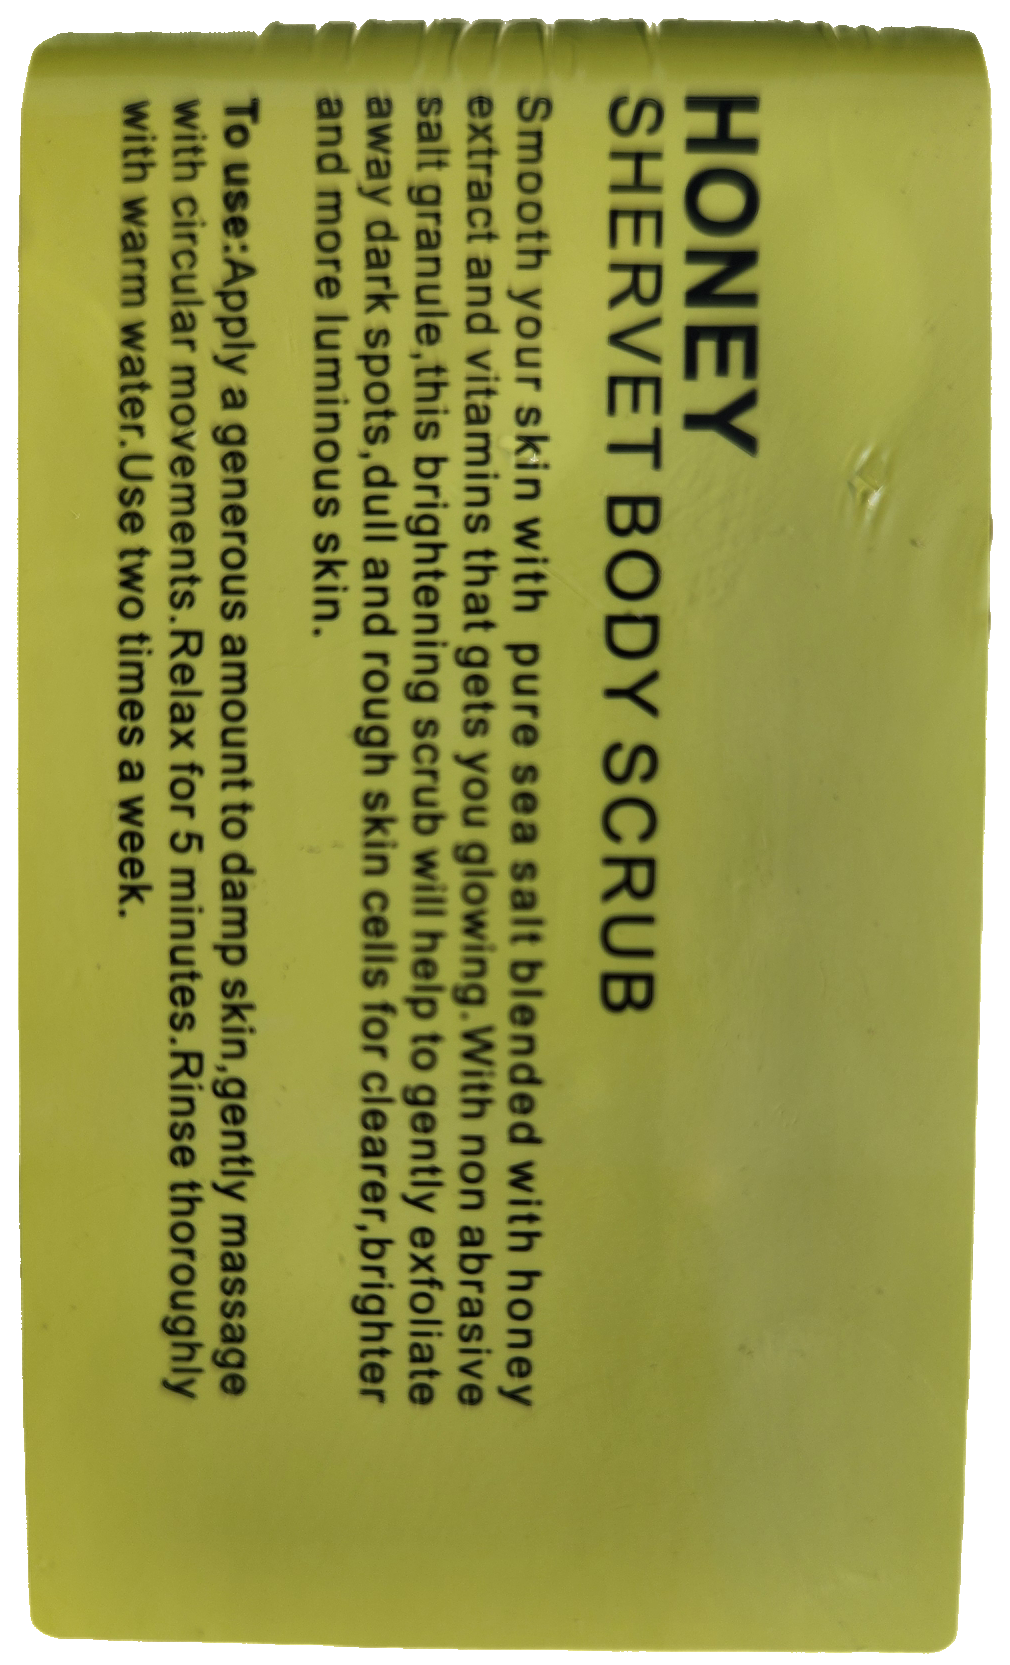 HONEY
SHERVET BODY SCRUB
Smooth your skin with pure sea salt blended with honey
extract and vitamins that gets you glowing.With non abrasive
salt granule,this brightening scrub will help to gently exfoliate
away dark spots,dull and rough skin cells for clearer,brighter
and more luminous skin.
To use:Apply a generous amount to damp skin,gently massage
with circular movements.Relax for 5 minutes.Rinse thoroughly
with warm water.Use two times a week.